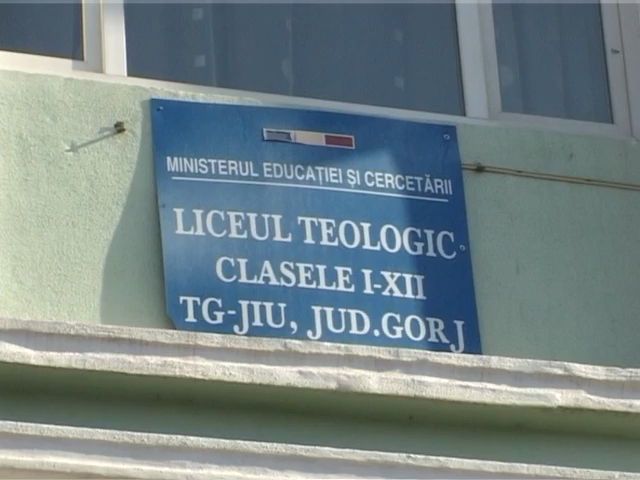 MINISTERUL EDUCAȚIEI ȘI CERCETĂRII
LICEUL TEOLOGIC
CLASELE I-XII
TG-JIU, JUD.GORJ